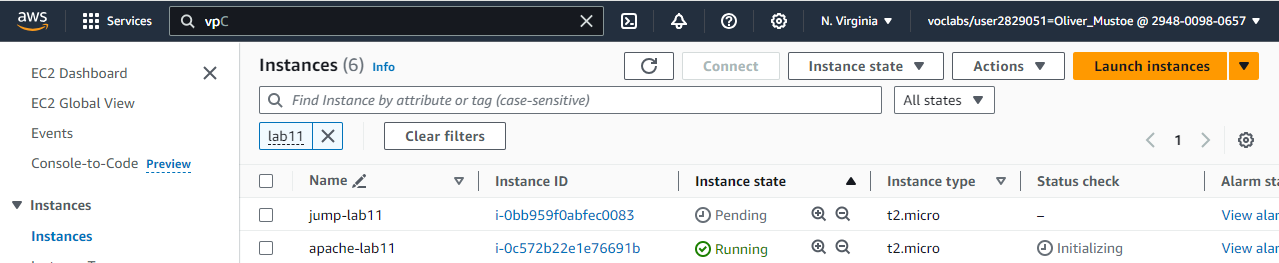 aws Services vpC N. Virginia voclabs/user2829051=Oliver_Mustoe @ 2948-0098-0657
EC2 Dashboard
EC2 Global View
Events
Console-to-Code Preview
Instances
Instances
Instances (6) Info Connect Instance state Actions Launch instances
Find Instance by attribute or tag (case-sensitive) All states
lab11 Clear filters
1
Name Instance ID Instance state Instance type Status check Alarm sta
jump-lab11 i-0bb959f0abfec0083 Pending t2.micro – View alar
apache-lab11 i-0c572b22e1e76691b Running t2.micro Initializing View alar